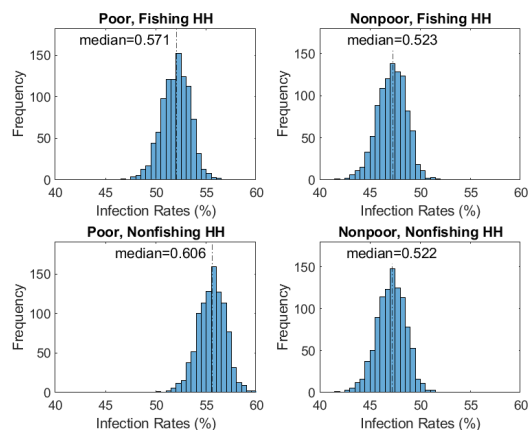 Poor, Fishing HH
median=0.571
150
100
50
0
Frequency
40 45 50 55 60
Infection Rates (%)
Nonpoor, Fishing HH
median=0.523
150
100
50
0
Frequency
40 45 50 55 60
Infection Rates (%)
Poor, Nonfishing HH
median=0.606
150
100
50
0
Frequency
40 45 50 55 60
Infection Rates (%)
Nonpoor, Nonfishing HH
median=0.522
150
100
50
0
Frequency
40 45 50 55 60
Infection Rates (%)